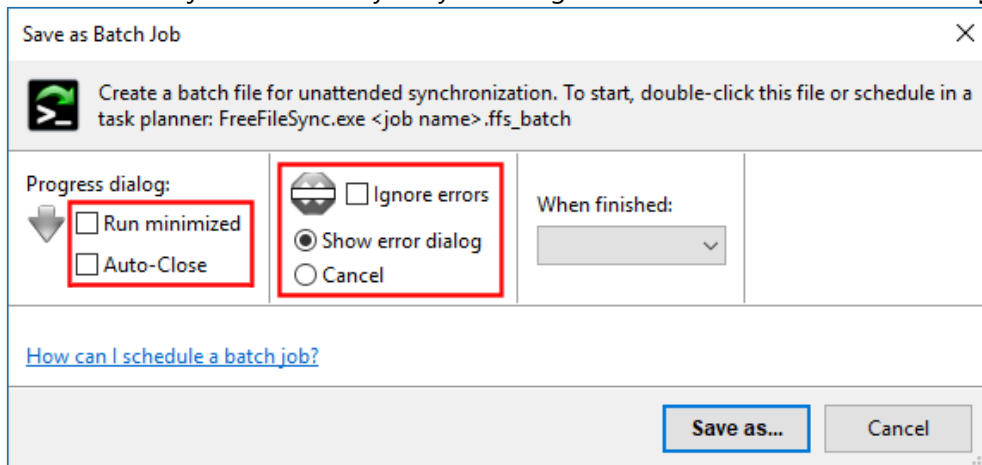 Save as Batch Job
Create a batch file for unattended synchronization. To start, double-click this file or schedule in a
task planner: FreeFileSync.exe <job name>.ffs_batch
Progress dialog:
Run minimized
Auto-Close
Ignore errors
Show error dialog
Cancel
When finished:
How can I schedule a batch job?
Save as...
Cancel